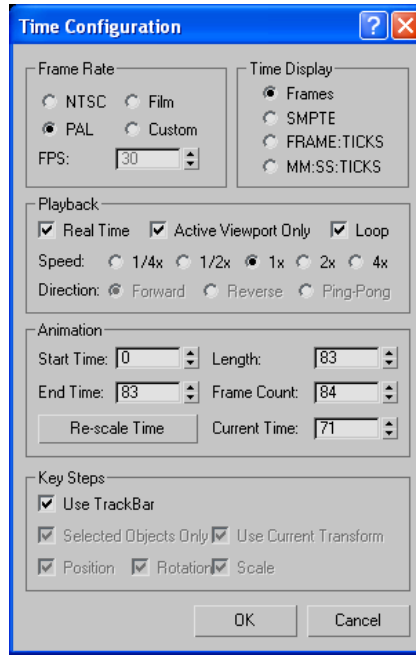 Time Configuration
Frame Rate
NTSC Film
PAL Custom
FPS: 30
Time Display
Frames
SMPTE
FRAME:TICKS
MM:SS:TICKS
Playback
Real Time Active Viewport Only Loop
Speed: 1/4x 1/2x 1x 2x 4x
Direction: Forward Reverse Ping-Pong
Animation
Start Time: 0 Length: 83
End Time: 83 Frame Count: 84
Re-scale Time Current Time: 71
Key Steps
Use TrackBar
Selected Objects Only Use Current Transform
Position Rotation Scale
OK Cancel